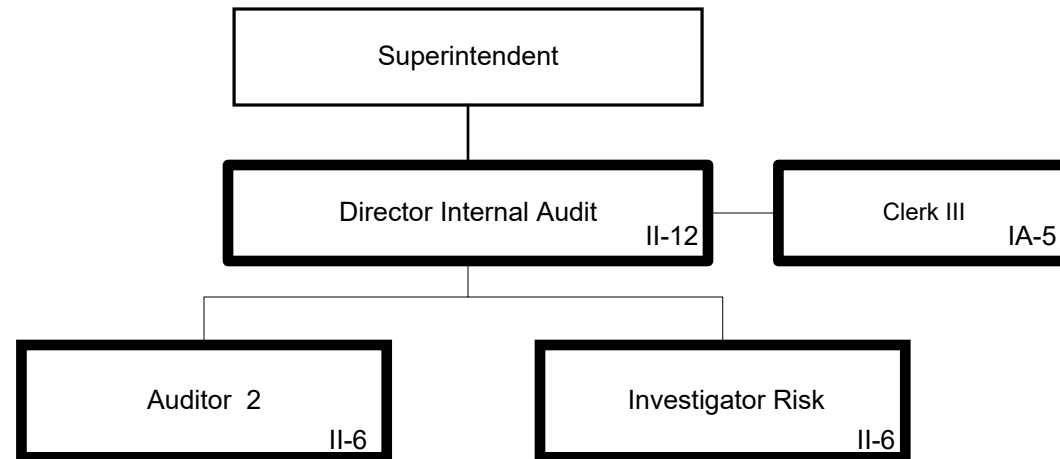 Superintendent
Director Internal Audit
II-12
Clerk III
IA-5
Auditor  2
II-6
Investigator Risk
II-6